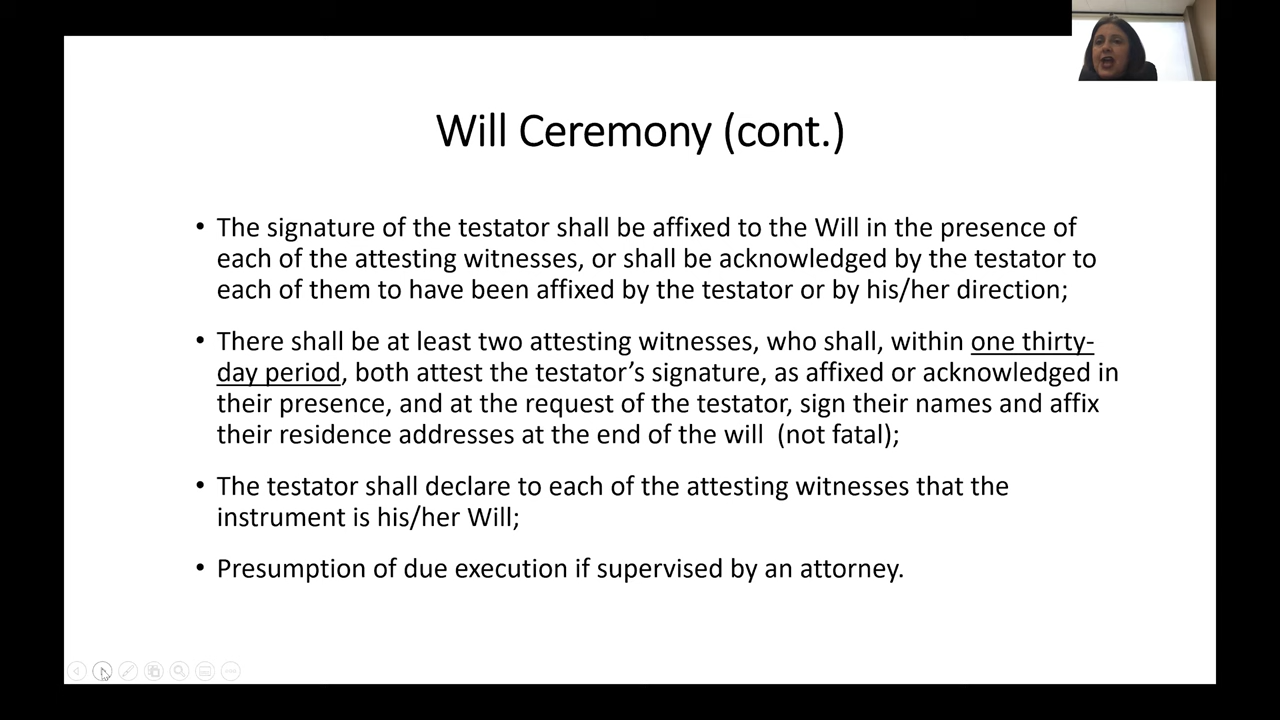 Will Ceremony (cont.)
• The signature of the testator shall be affixed to the Will in the presence of
each of the attesting witnesses, or shall be acknowledged by the testator to
each of them to have been affixed by the testator or by his/her direction;
• There shall be at least two attesting witnesses, who shall, within one thirty-
day period, both attest the testator’s signature, as affixed or acknowledged in
their presence, and at the request of the testator, sign their names and affix
their residence addresses at the end of the will  (not fatal);
• The testator shall declare to each of the attesting witnesses that the
instrument is his/her Will;
• Presumption of due execution if supervised by an attorney.